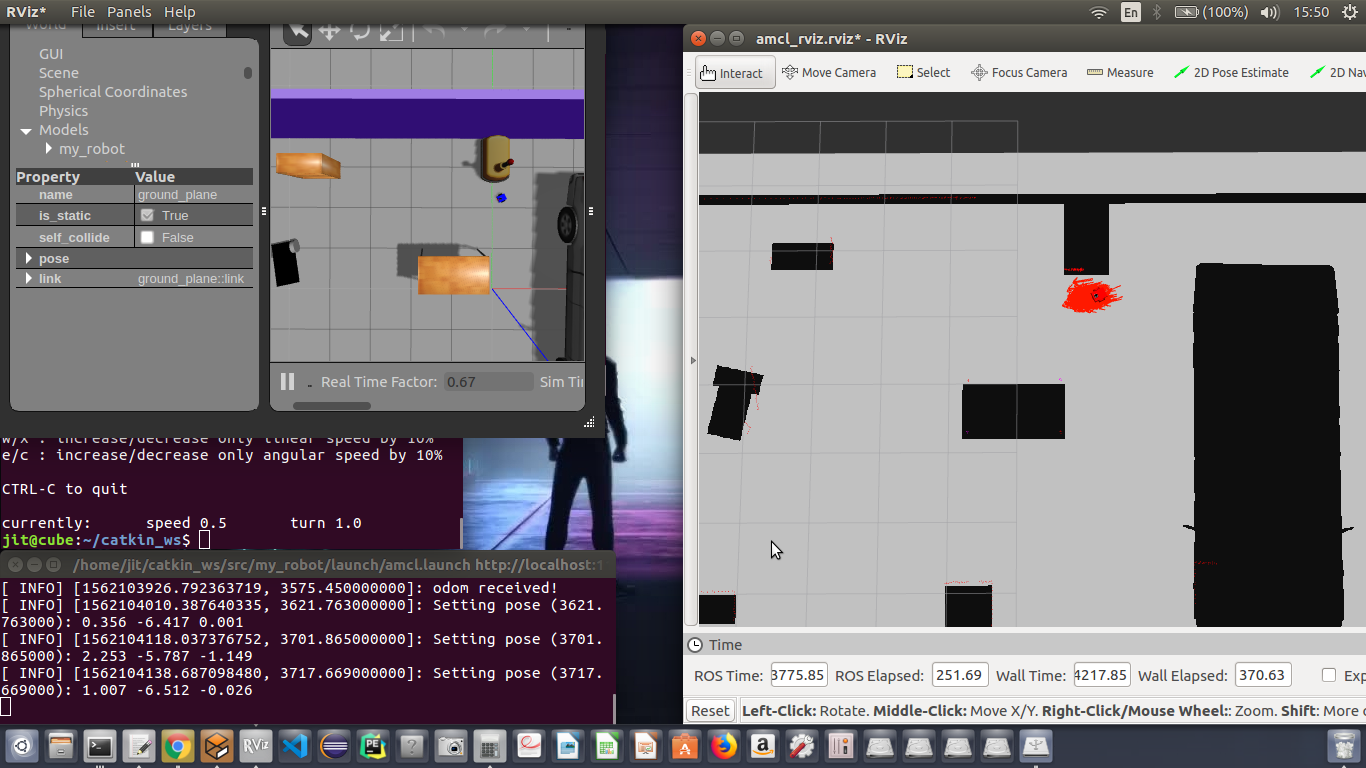 RViz* File Panels Help
En (100%) 15:50
World Insert Layers
GUI
Scene
Spherical Coordinates
Physics
Models
my_robot
Property Value
name ground_plane
is_static True
self_collide False
pose
link ground_plane::link
Real Time Factor: 0.67 Sim Ti
w/x : increase/decrease only linear speed by 10%
e/c : increase/decrease only angular speed by 10%
CTRL-C to quit
currently: speed 0.5 turn 1.0
jit@cube:~/catkin_ws$
/home/jit/catkin_ws/src/my_robot/launch/amcl.launch http://localhost:1
[ INFO] [1562103926.792363719, 3575.450000000]: odom received!
[ INFO] [1562104010.387640335, 3621.763000000]: Setting pose (3621.
763000): 0.356 -6.417 0.001
[ INFO] [1562104118.037376752, 3701.865000000]: Setting pose (3701.
865000): 2.253 -5.787 -1.149
[ INFO] [1562104138.687098480, 3717.669000000]: Setting pose (3717.
669000): 1.007 -6.512 -0.026
amcl_rviz.rviz* - RViz
Interact Move Camera Select Focus Camera Measure 2D Pose Estimate 2D Nav
Time
ROS Time: 3775.85 ROS Elapsed: 251.69 Wall Time: 4217.85 Wall Elapsed: 370.63 Exp
Reset Left-Click: Rotate. Middle-Click: Move X/Y. Right-Click/Mouse Wheel:: Zoom. Shift: More o
RViz
PE